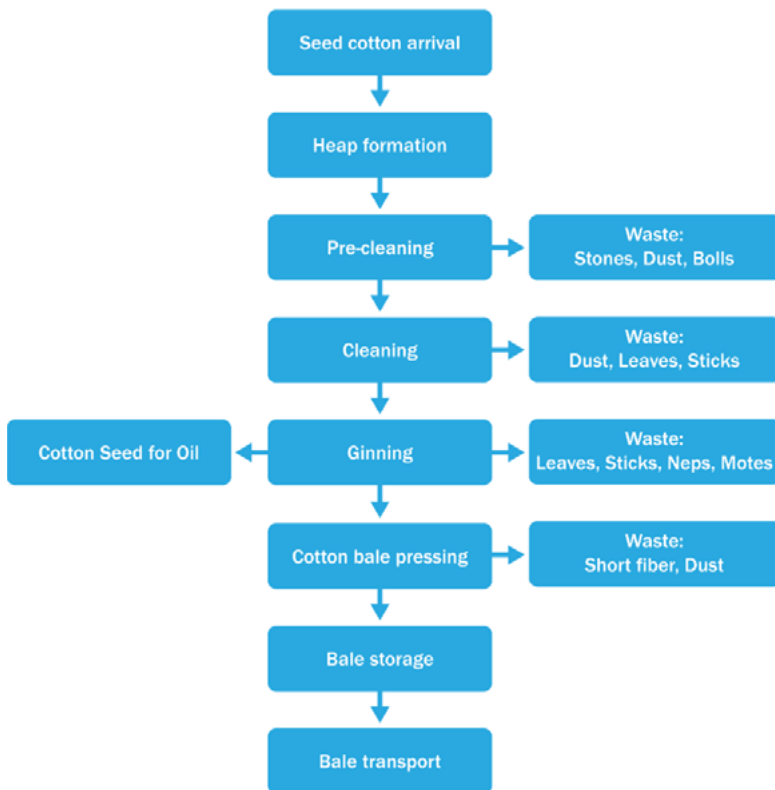 Seed cotton arrival
Heap formation
Pre-cleaning
Waste:
Stones, Dust, Bolls
Cleaning
Waste:
Dust, Leaves, Sticks
Cotton Seed for Oil
Ginning
Waste:
Leaves, Sticks, Neps, Motes
Cotton bale pressing
Waste:
Short fiber, Dust
Bale storage
Bale transport